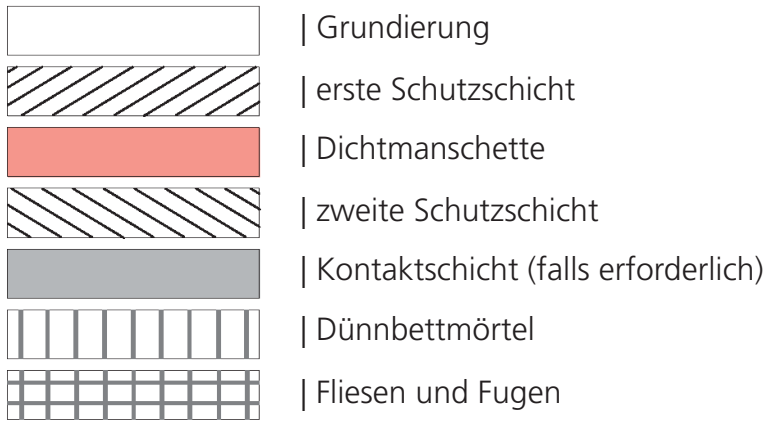 | Grundierung
| erste Schutzschicht
| Dichtmanschette
| zweite Schutzschicht
| Kontaktschicht (falls erforderlich)
| Dünnbettmörtel
| Fliesen und Fugen